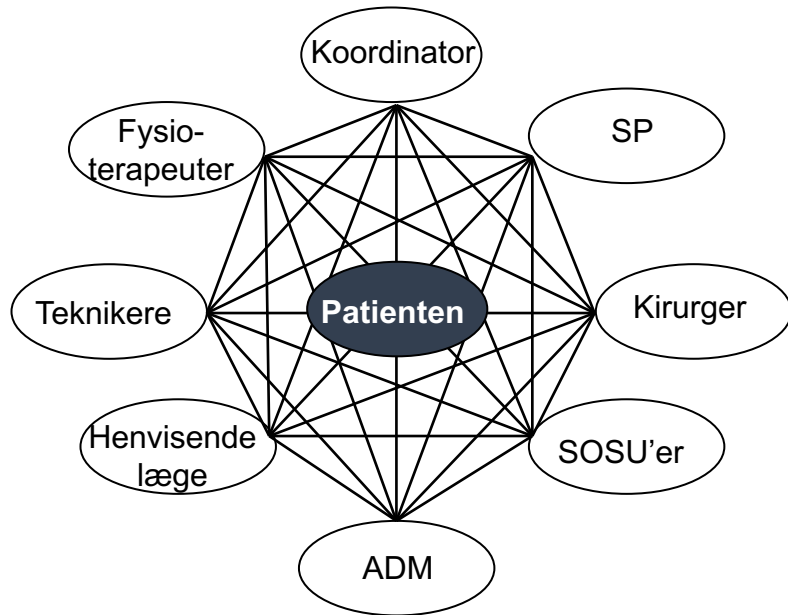 Koordinator
Fysio-
terapeuter
SP
Teknikere
Patienten
Kirurger
Henvisende
læge
SOSU’er
ADM